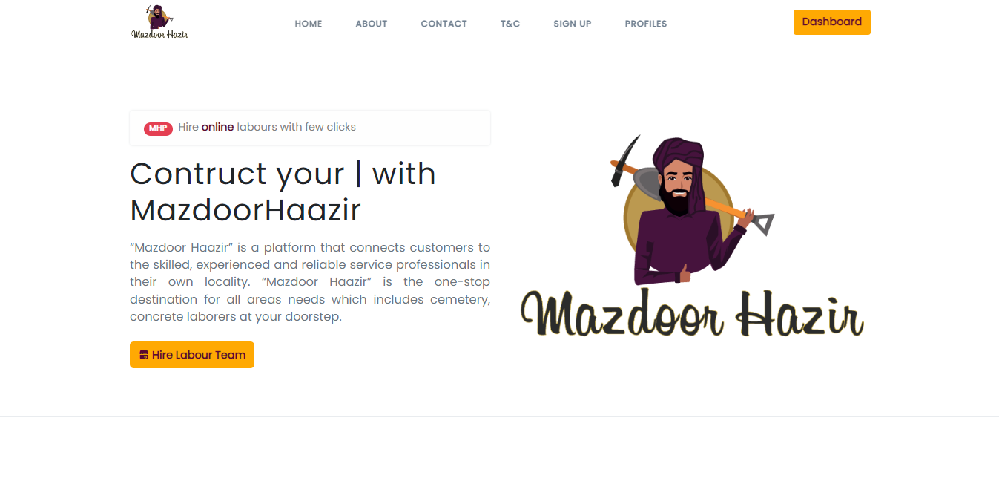 Mazdoor Hazir
HOME ABOUT CONTACT T&C SIGN UP PROFILES
Dashboard
MHP Hire online labours with few clicks
Contruct your | with
MazdoorHaazir
“Mazdoor Haazir” is a platform that connects customers to
the skilled, experienced and reliable service professionals in
their own locality. “Mazdoor Haazir” is the one-stop
destination for all areas needs which includes cemetery,
concrete laborers at your doorstep.
Hire Labour Team
Mazdoor Hazir